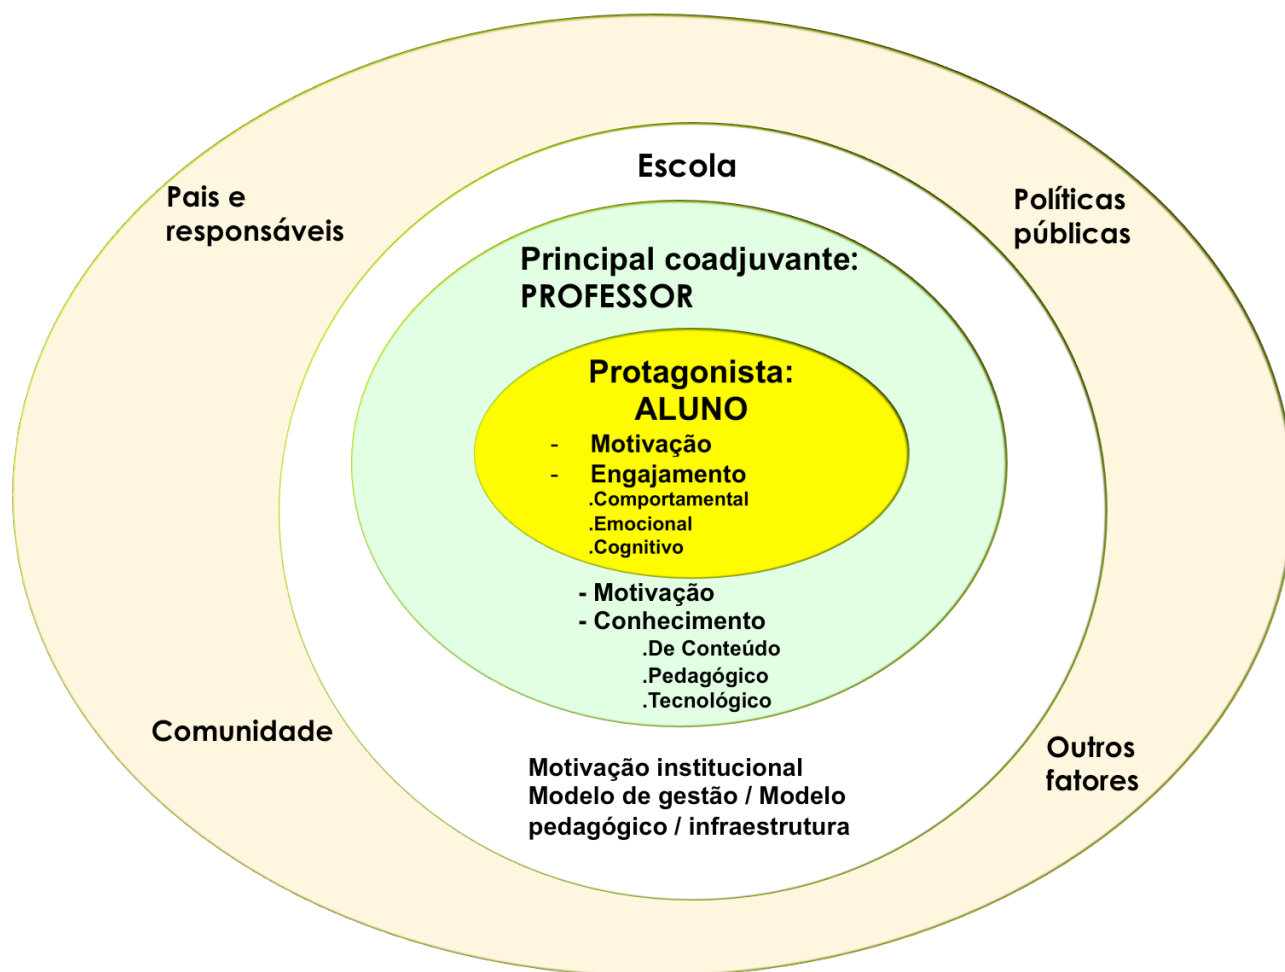 Escola
Pais e
responsáveis
Políticas
públicas
Principal coadjuvante:
PROFESSOR
Protagonista:
ALUNO
- Motivação
- Engajamento
.Comportamental
.Emocional
.Cognitivo
- Motivação
- Conhecimento
.De Conteúdo
.Pedagógico
.Tecnológico
Comunidade
Outros
fatores
Motivação institucional
Modelo de gestão / Modelo
pedagógico / infraestrutura